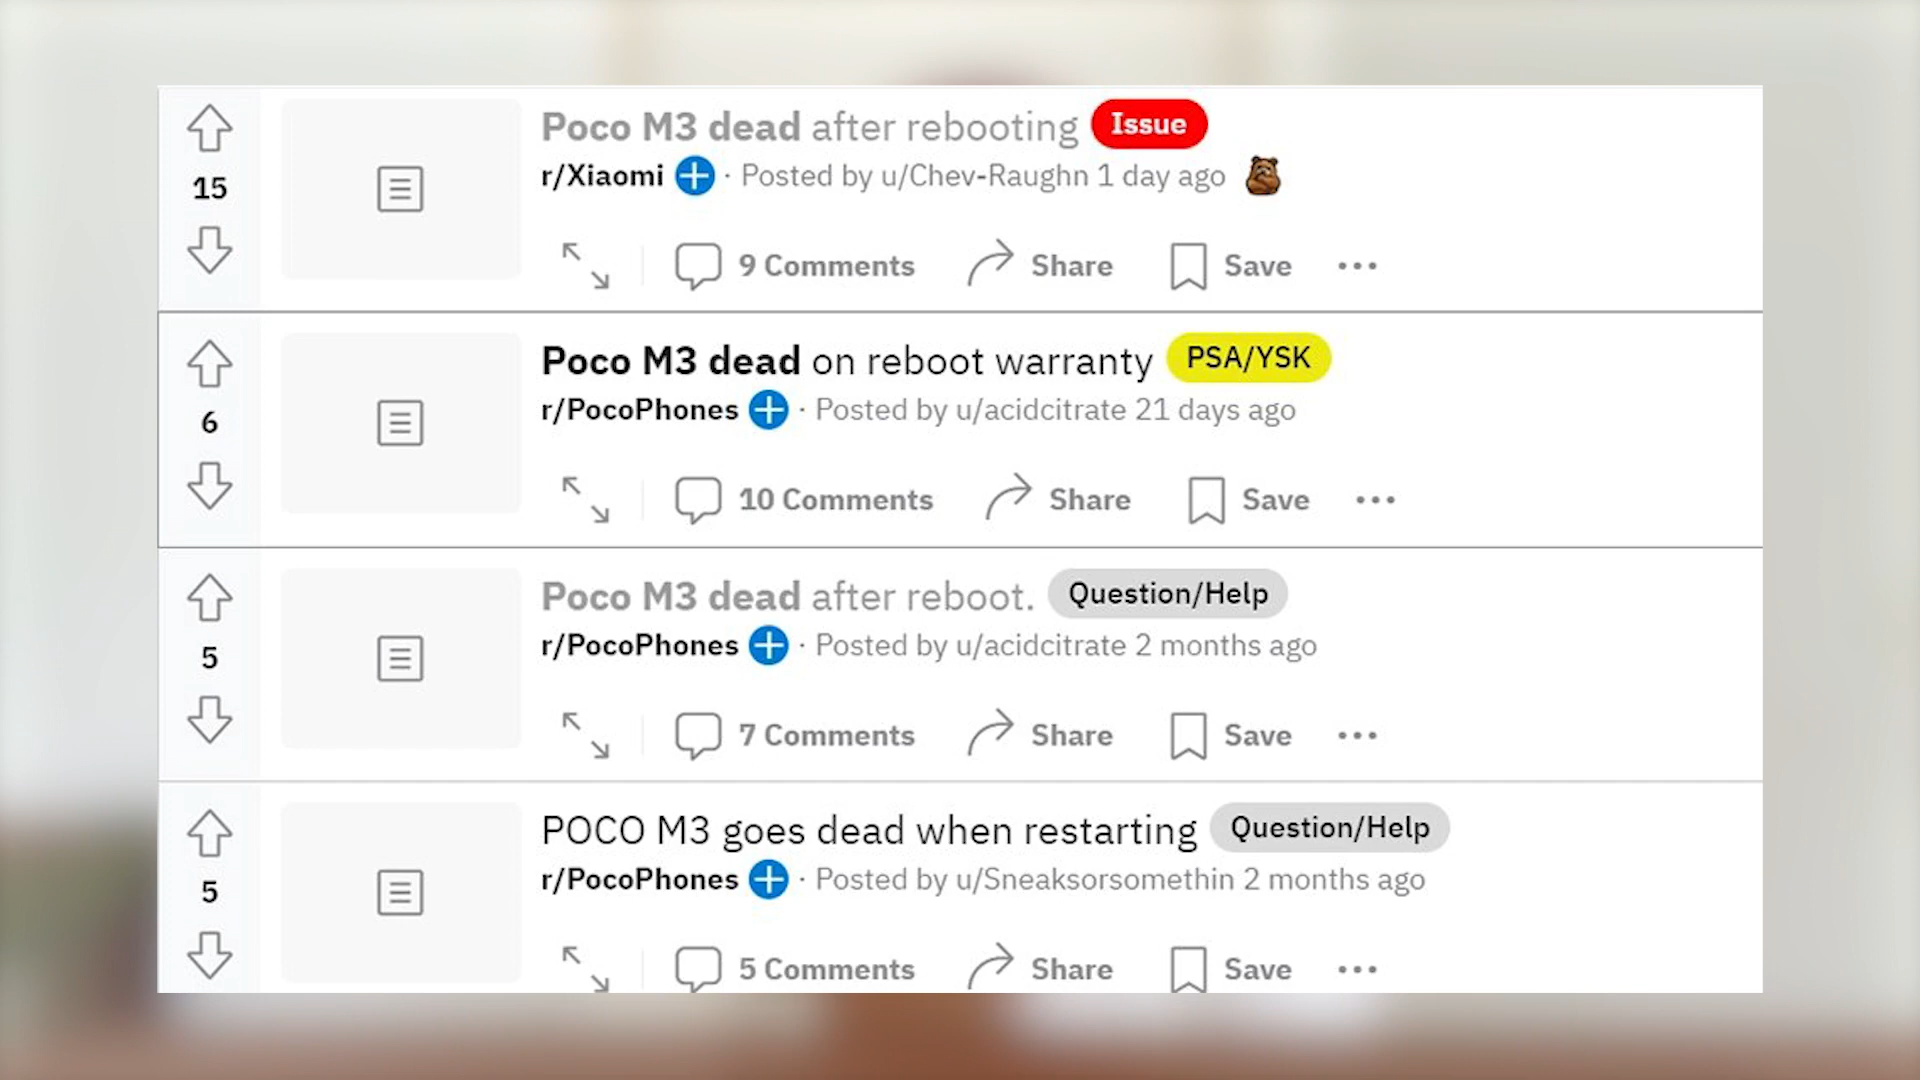 Poco M3 dead after rebooting Issue
r/Xiaomi · Posted by u/Chev-Raughn 1 day ago
15
9 Comments Share Save
Poco M3 dead on reboot warranty PSA/YSK
r/PocoPhones · Posted by u/acidcitrate 21 days ago
6
10 Comments Share Save
Poco M3 dead after reboot. Question/Help
r/PocoPhones · Posted by u/acidcitrate 2 months ago
5
7 Comments Share Save
POCO M3 goes dead when restarting Question/Help
r/PocoPhones · Posted by u/Sneaksorsomethin 2 months ago
5
5 Comments Share Save